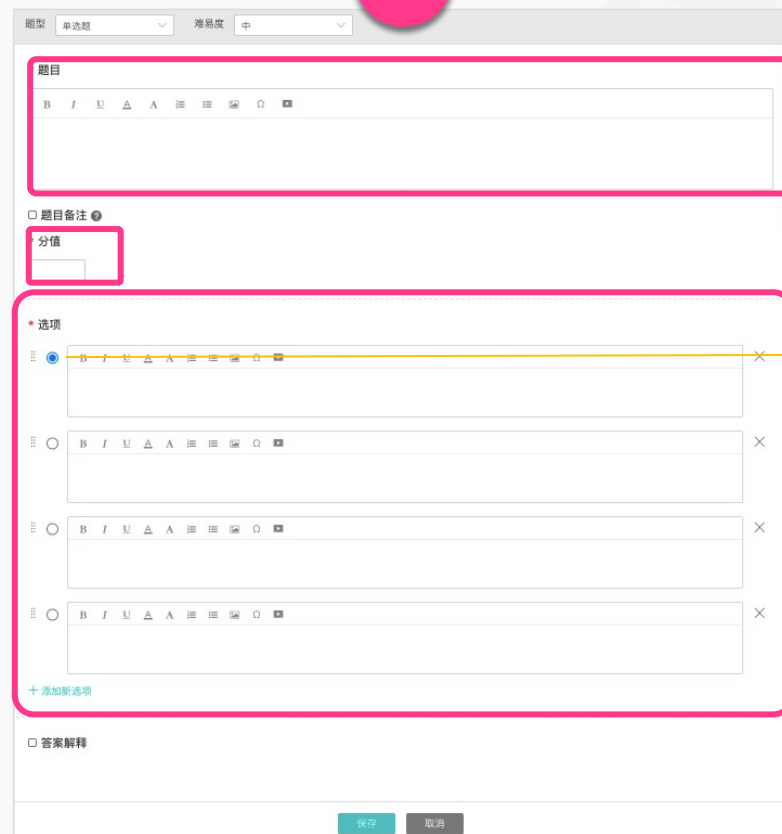 题型 单选题 难易度 中
题目
B I U A A Ω
题目备注 ?
* 分值
* 选项
B I U A A Ω
B I U A A Ω
B I U A A Ω
B I U A A Ω
+ 添加新选项
答案解释
保存 取消